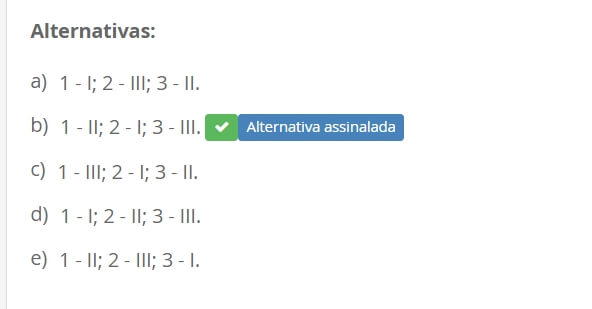 Alternativas:
a) 1 - I; 2 - III; 3 - II.
b) 1 - II; 2 - I; 3 - III. Alternativa assinalada
c) 1 - III; 2 - I; 3 - II.
d) 1 - I; 2 - II; 3 - III.
e) 1 - II; 2 - III; 3 - I.